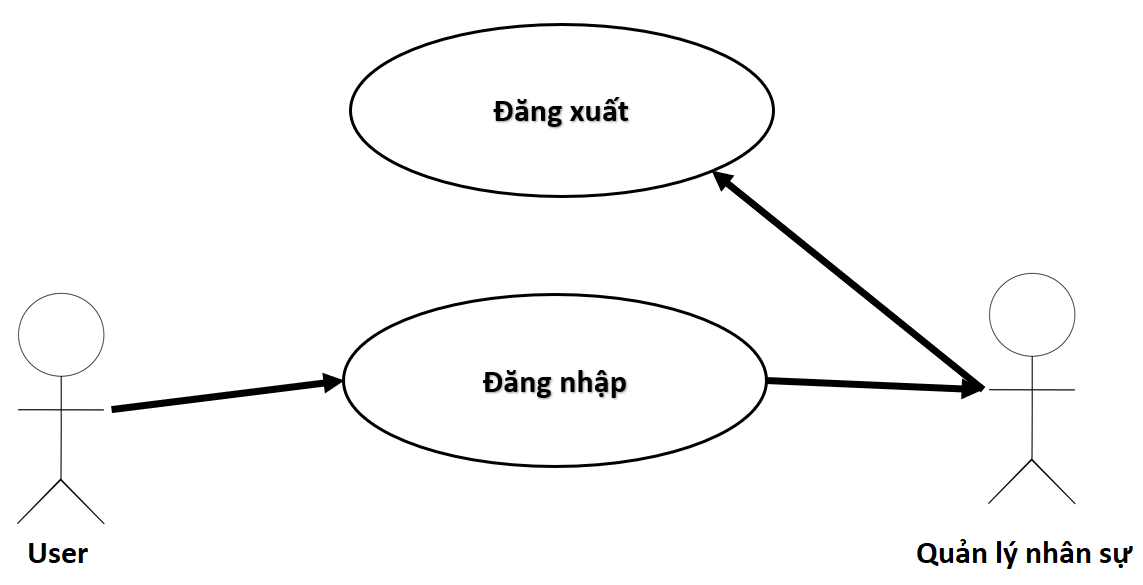 Đăng xuất
Đăng nhập
User
Quản lý nhân sự